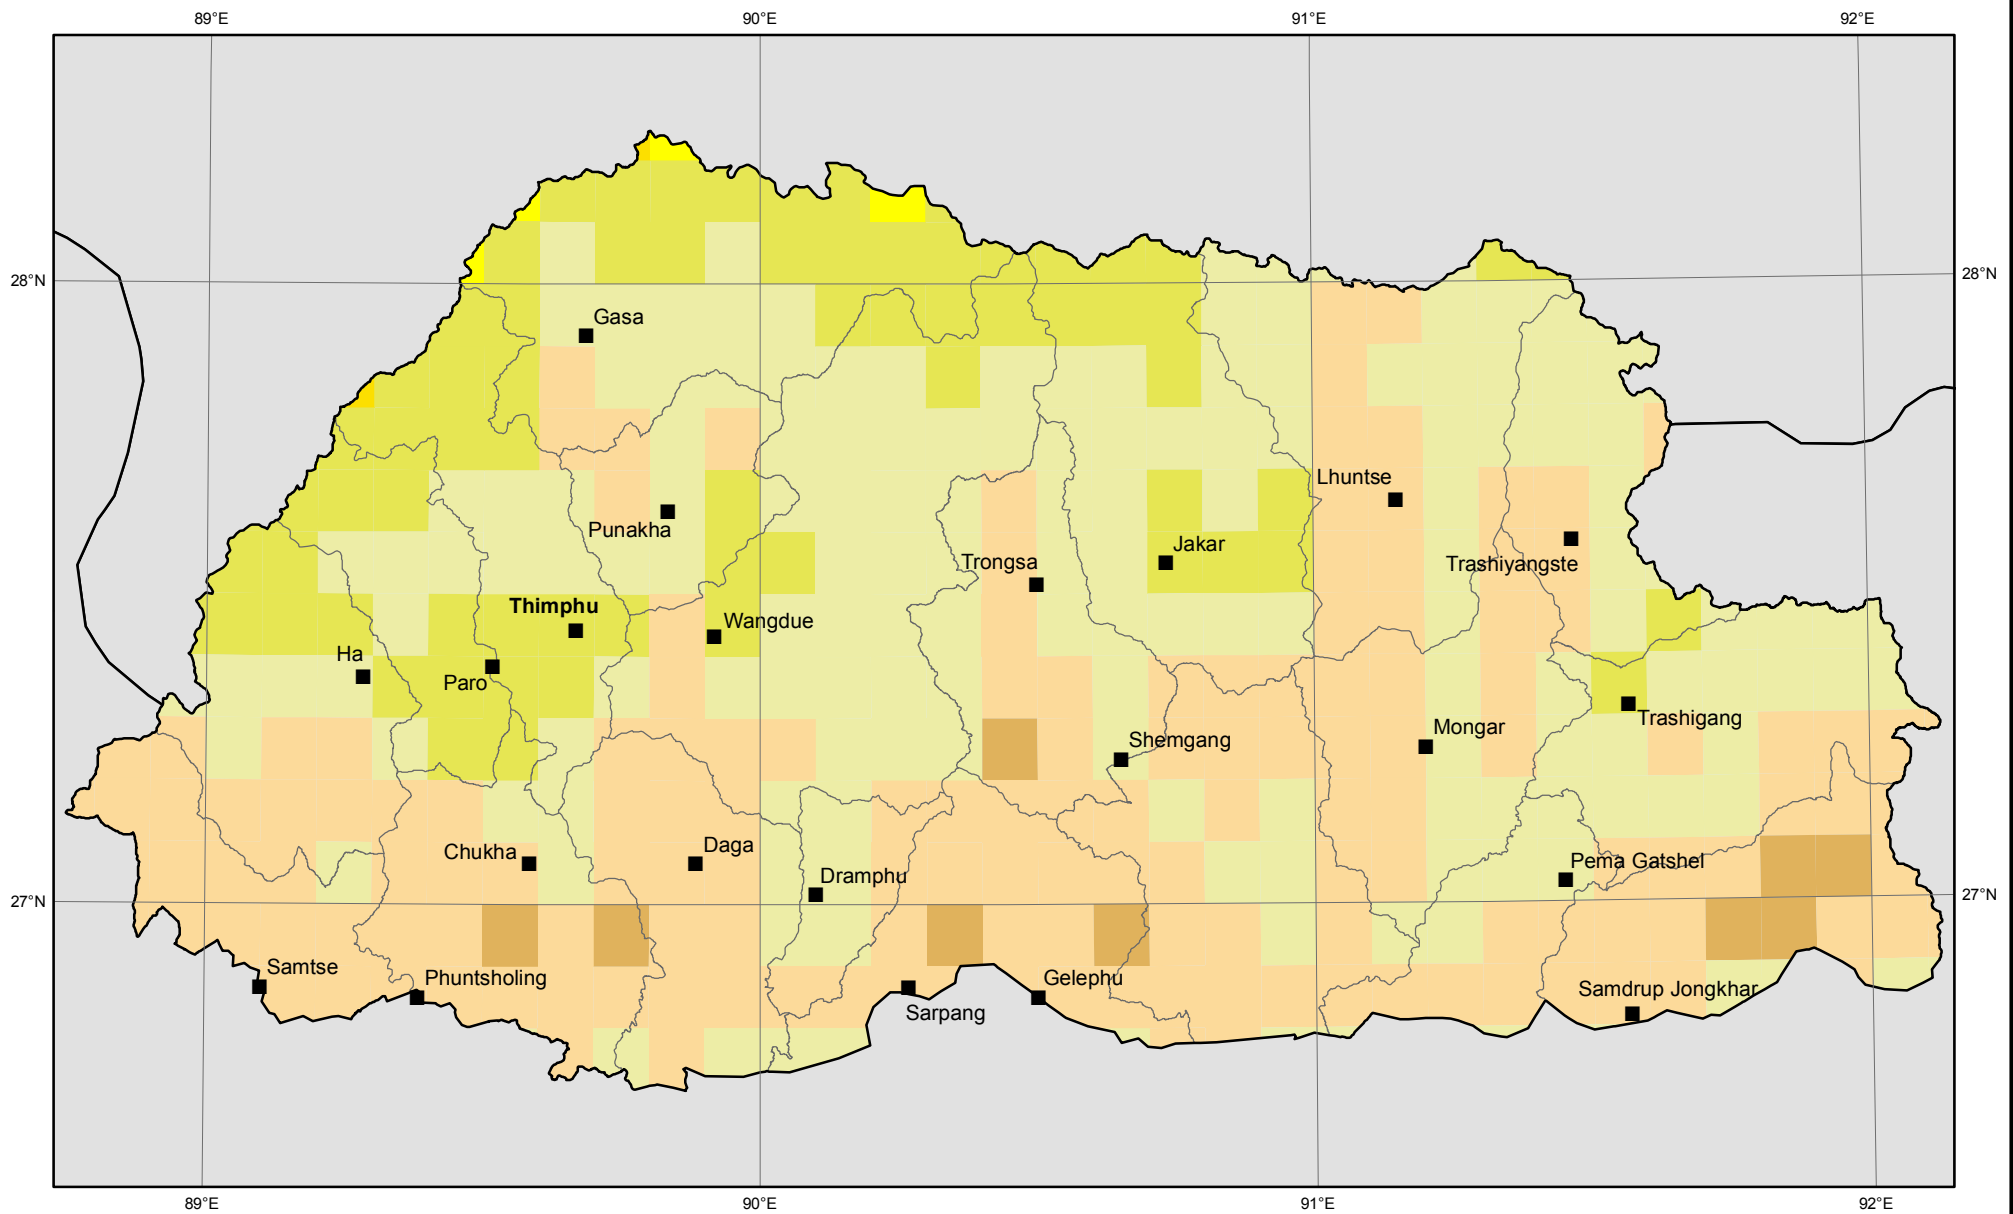 89°E
90°E
91°E
92°E
28°N
28°N
Gasa
Lhuntse
Punakha
Jakar
Trongsa
Trashiyangste
Thimphu
Wangdue
Ha
Paro
Trashigang
Mongar
Shemgang
Daga
Chukha
Pema Gatshel
Dramphu
27°N
27°N
Samtse
Phuntsholing
Gelephu
Samdrup Jongkhar
Sarpang
89°E
90°E
91°E
92°E